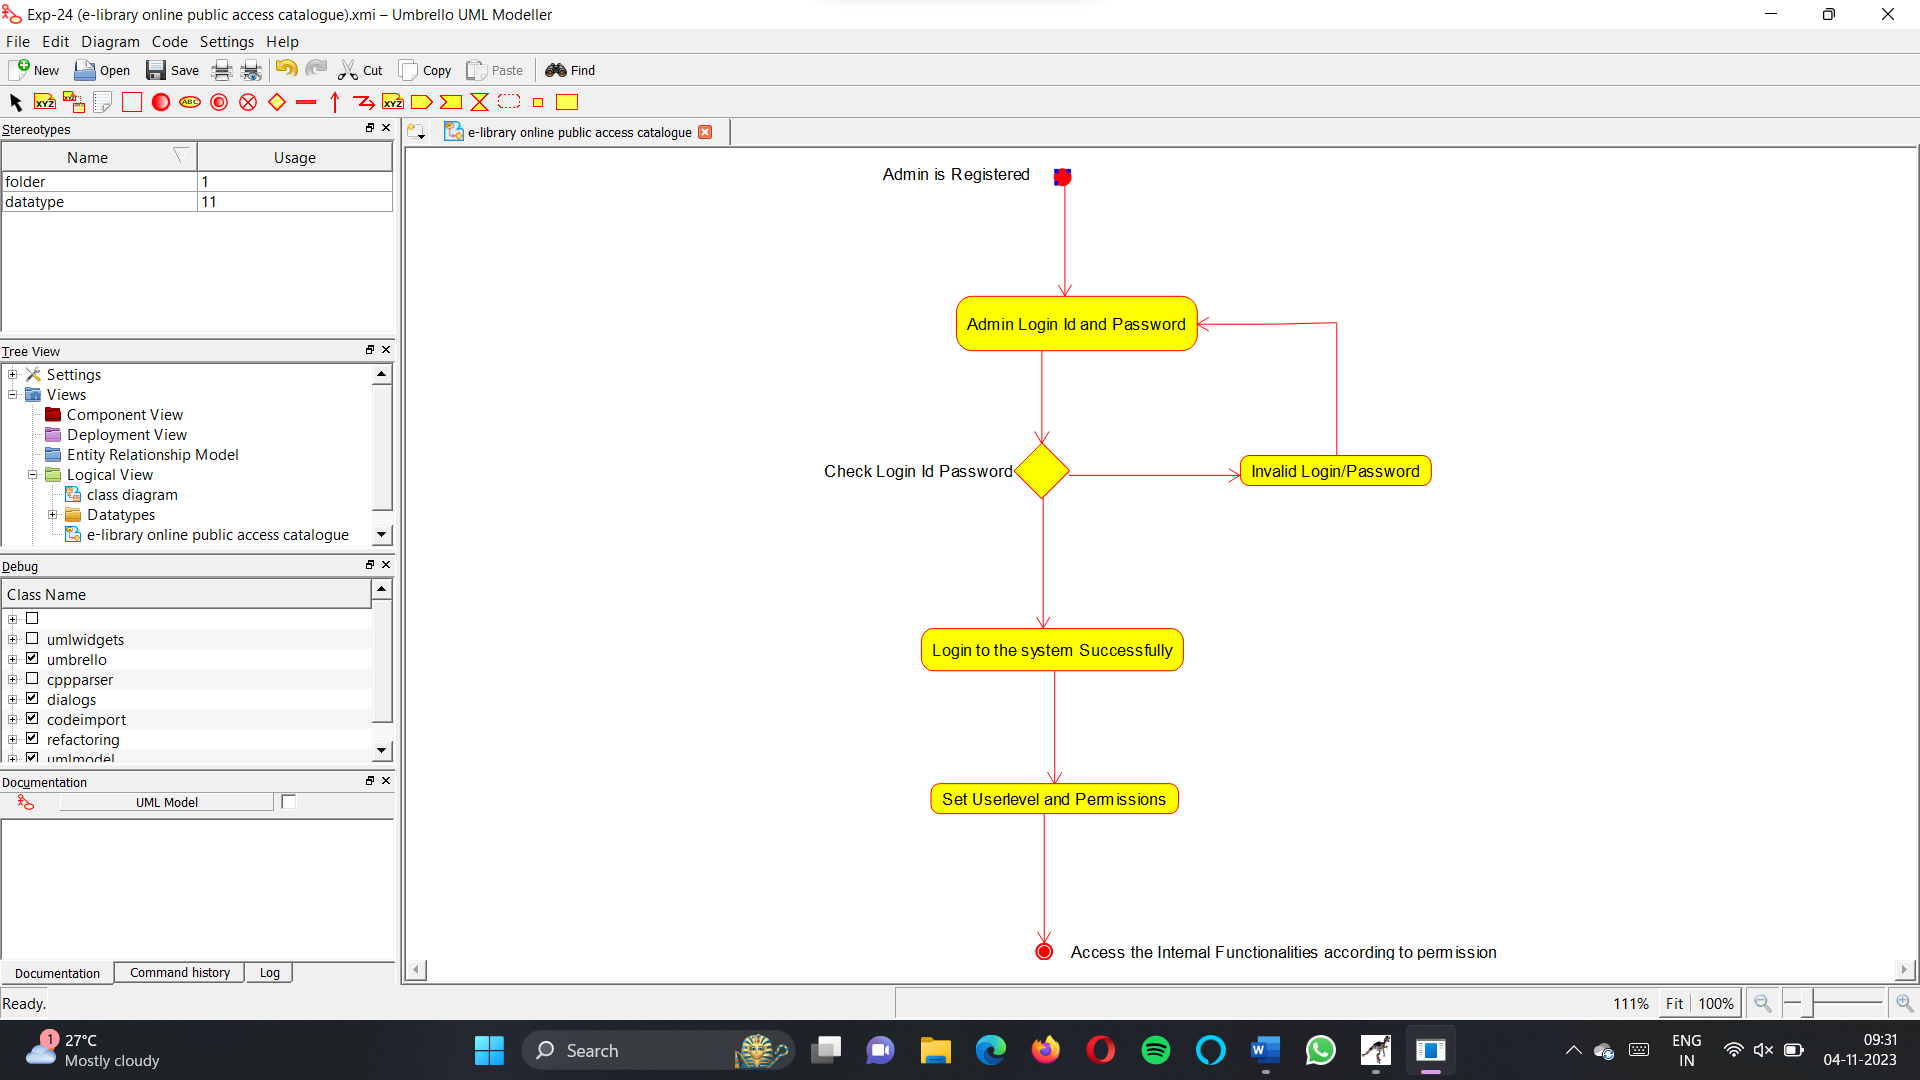 Exp-24 (e-library online public access catalogue).xmi – Umbrello UML Modeller
File Edit Diagram Code Settings Help
New Open Save Cut Copy Paste Find
XYZ XYZ ABC XYZ
Stereotypes
Name Usage
folder 1
datatype 11
Tree View
Settings
Views
Component View
Deployment View
Entity Relationship Model
Logical View
class diagram
Datatypes
e-library online public access catalogue
Debug
Class Name
umlwidgets
umbrello
cppparser
dialogs
codeimport
refactoring
umlmodel
Documentation
UML Model
Documentation Command history Log
Ready.
e-library online public access catalogue
Admin is Registered
Admin Login Id and Password
Check Login Id Password
Invalid Login/Password
Login to the system Successfully
Set Userlevel and Permissions
Access the Internal Functionalities according to permission
111% Fit 100%
1
27°C
Mostly cloudy
Search
W
ENG
IN
09:31
04-11-2023